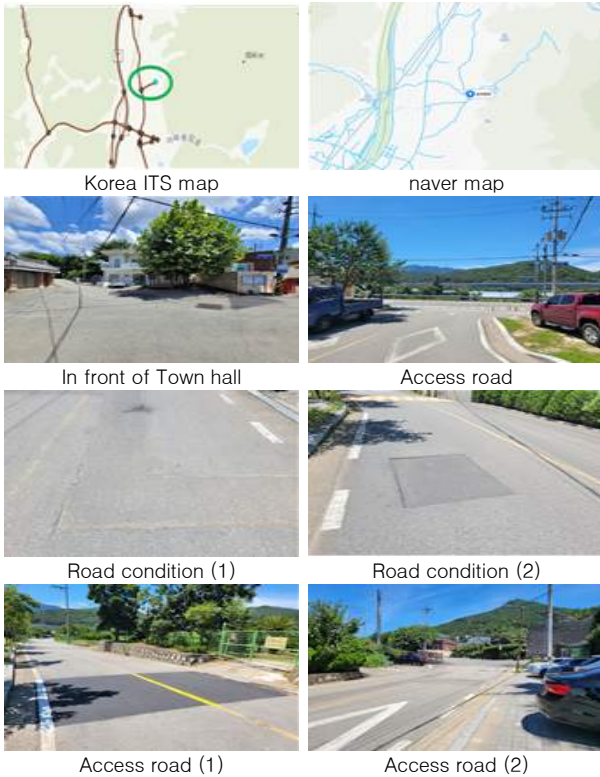 Korea ITS map
naver map
In front of Town hall
Access road
Road condition (1)
Road condition (2)
Access road (1)
Access road (2)